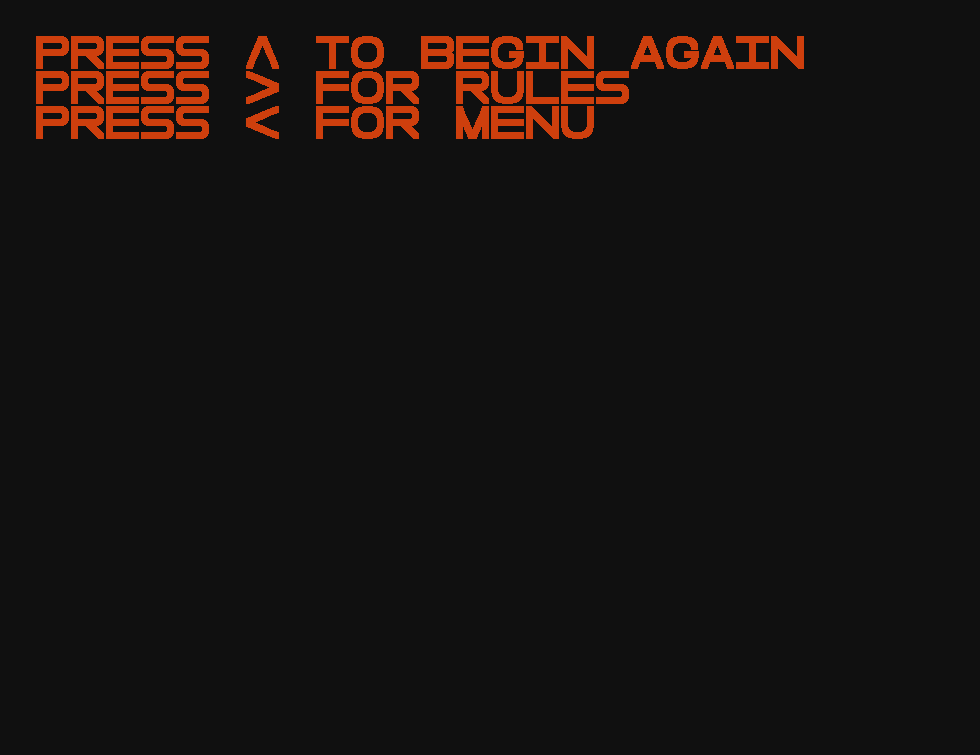 PRESS ^ TO BEGIN AGAIN
PRESS > FOR RULES
PRESS < FOR MENU